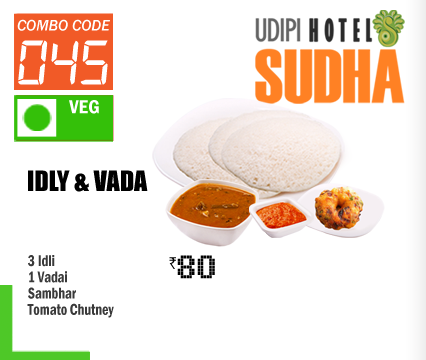 COMBO CODE
045
VEG
UDIPI HOTEL
SUDHA
IDLY & VADA
3 Idli
1 Vadai
Sambhar
Tomato Chutney
₹80